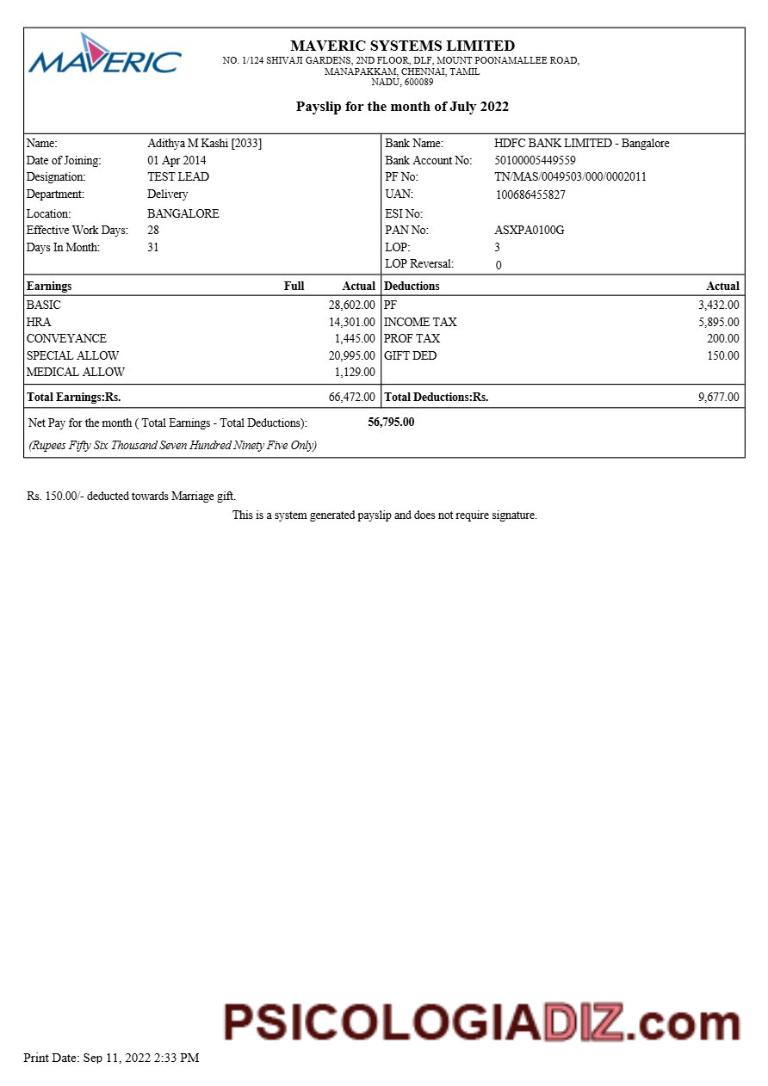 MAVERIC
MAVERIC SYSTEMS LIMITED
NO. 1/124 SHIVAJI GARDENS, 2ND FLOOR, DLF, MOUNT POONAMALLEE ROAD,
MANAPAKKAM, CHENNAI, TAMIL
NADU, 600089
Payslip for the month of July 2022
Name: Adithya M Kashi [2033] Bank Name: HDFC BANK LIMITED - Bangalore
Date of Joining: 01 Apr 2014 Bank Account No: 50100005449559
Designation: TEST LEAD PF No: TN/MAS/0049503/000/0002011
Department: Delivery UAN: 100686455827
Location: BANGALORE ESI No:
Effective Work Days: 28 PAN No: ASXPA0100G
Days In Month: 31 LOP: 3
LOP Reversal: 0
Earnings Full Actual Deductions Actual
BASIC 28,602.00 PF 3,432.00
HRA 14,301.00 INCOME TAX 5,895.00
CONVEYANCE 1,445.00 PROF TAX 200.00
SPECIAL ALLOW 20,995.00 GIFT DED 150.00
MEDICAL ALLOW 1,129.00
Total Earnings:Rs. 66,472.00 Total Deductions:Rs. 9,677.00
Net Pay for the month ( Total Earnings - Total Deductions): 56,795.00
(Rupees Fifty Six Thousand Seven Hundred Ninety Five Only)
Rs. 150.00/- deducted towards Marriage gift.
This is a system generated payslip and does not require signature.
PSICOLOGIADIZ.com
Print Date: Sep 11, 2022 2:33 PM